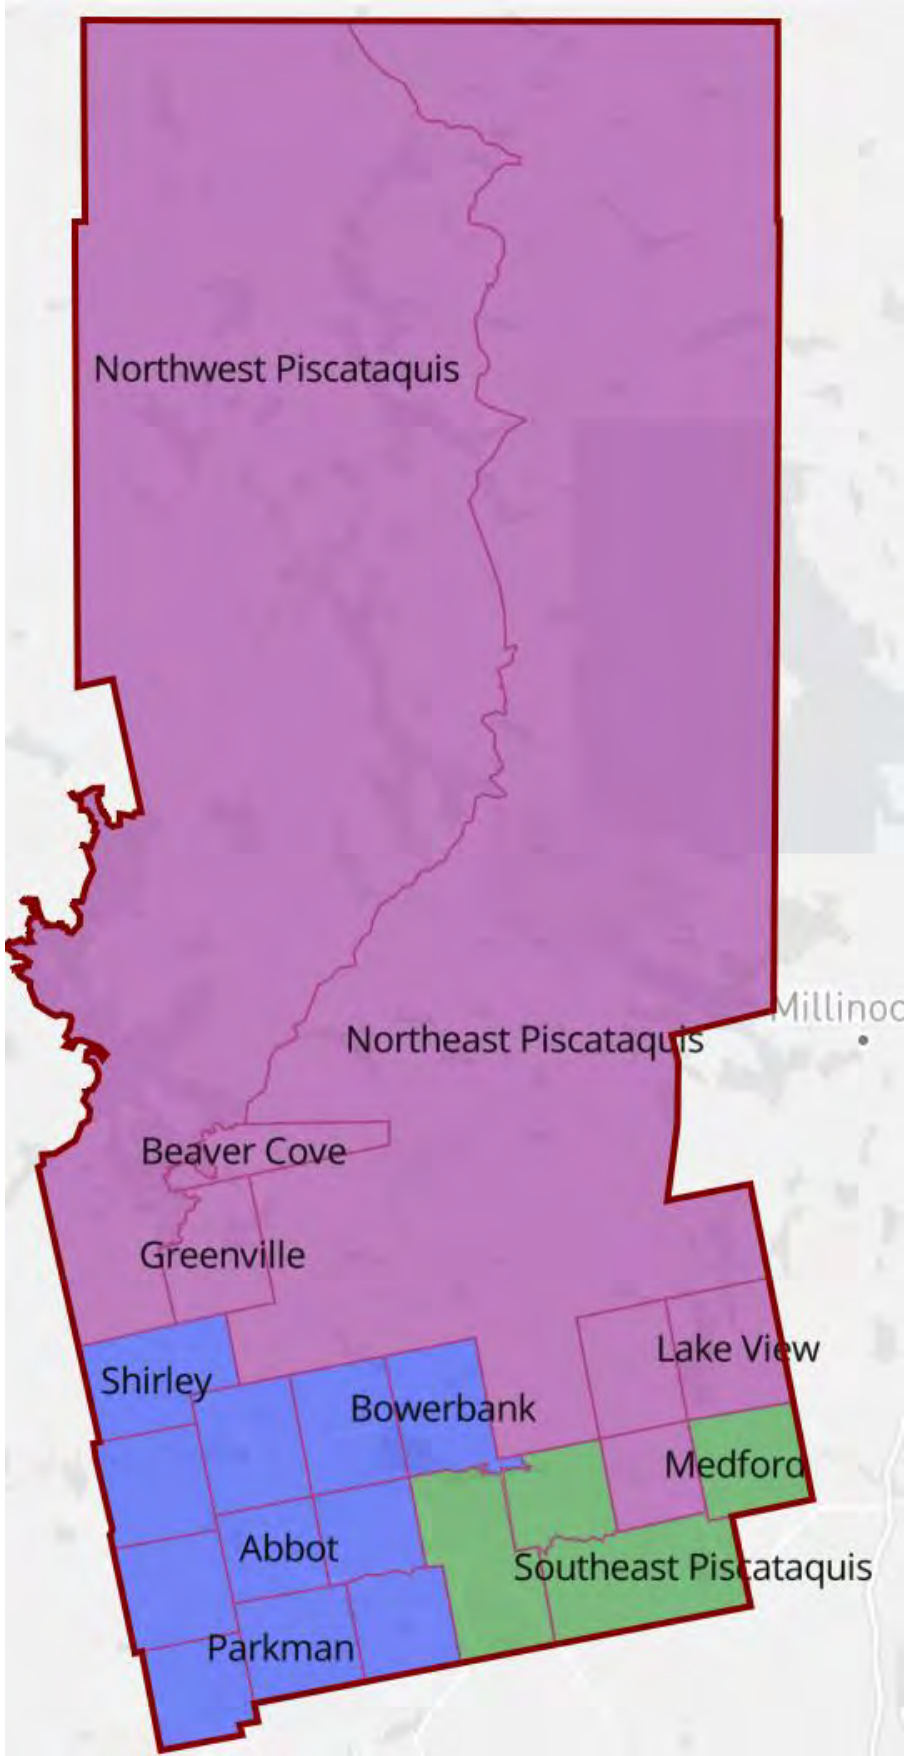 Northwest Piscataquis
Millinoc
Northeast Piscataquis
Beaver Cove
Greenville
Lake View
Shirley
Bowerbank
Medford
Abbot
Southeast Piscataquis
Parkman